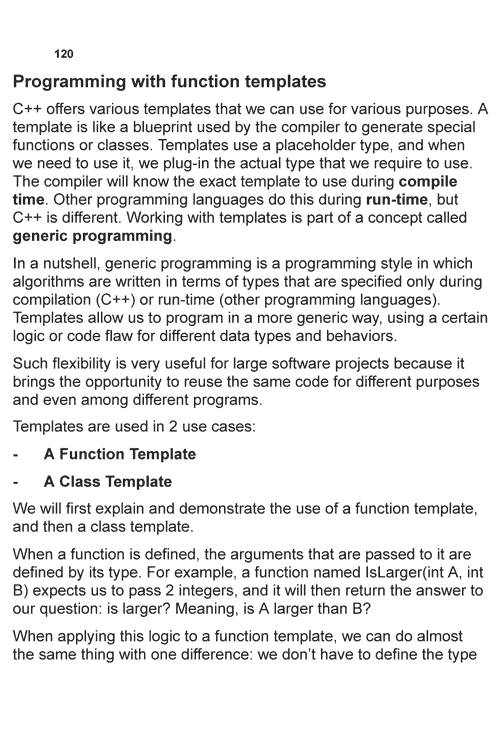 120
Programming with function templates
C++ offers various templates that we can use for various purposes. A
template is like a blueprint used by the compiler to generate special
functions or classes. Templates use a placeholder type, and when
we need to use it, we plug-in the actual type that we require to use.
The compiler will know the exact template to use during compile
time. Other programming languages do this during run-time, but
C++ is different. Working with templates is part of a concept called
generic programming.
In a nutshell, generic programming is a programming style in which
algorithms are written in terms of types that are specified only during
compilation (C++) or run-time (other programming languages).
Templates allow us to program in a more generic way, using a certain
logic or code flaw for different data types and behaviors.
Such flexibility is very useful for large software projects because it
brings the opportunity to reuse the same code for different purposes
and even among different programs.
Templates are used in 2 use cases:
- A Function Template
- A Class Template
We will first explain and demonstrate the use of a function template,
and then a class template.
When a function is defined, the arguments that are passed to it are
defined by its type. For example, a function named IsLarger(int A, int
B) expects us to pass 2 integers, and it will then return the answer to
our question: is larger? Meaning, is A larger than B?
When applying this logic to a function template, we can do almost
the same thing with one difference: we don’t have to define the type